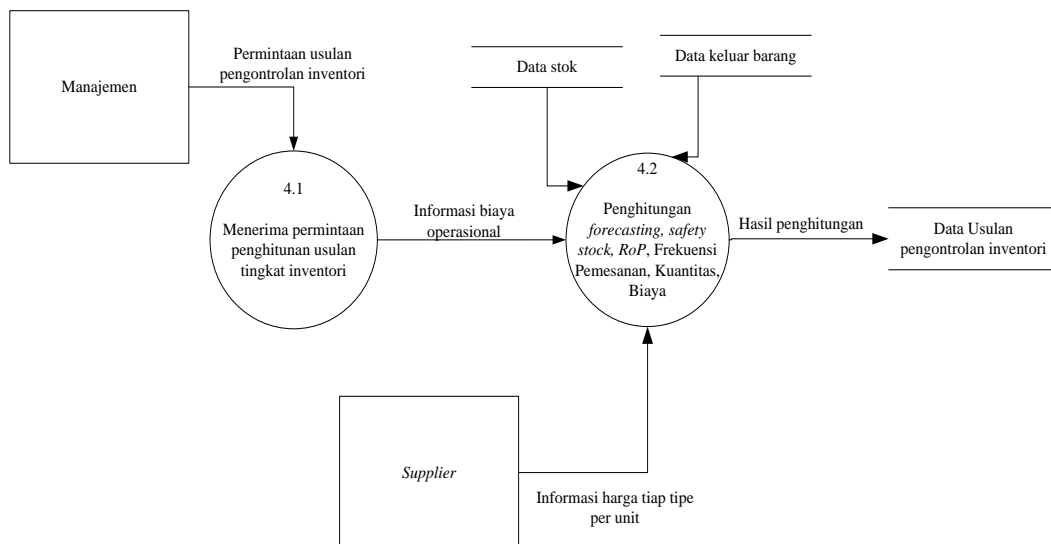 Manajemen
Permintaan usulan
pengontrolan inventori
Data stok
Data keluar barang
4.1
Menerima permintaan
penghitunan usulan
tingkat inventori
Informasi biaya
operasional
4.2
Penghitungan
forecasting, safety
stock, RoP, Frekuensi
Pemesanan, Kuantitas,
Biaya
Hasil penghitungan
Data Usulan
pengontrolan inventori
Supplier
Informasi harga tiap tipe
per unit